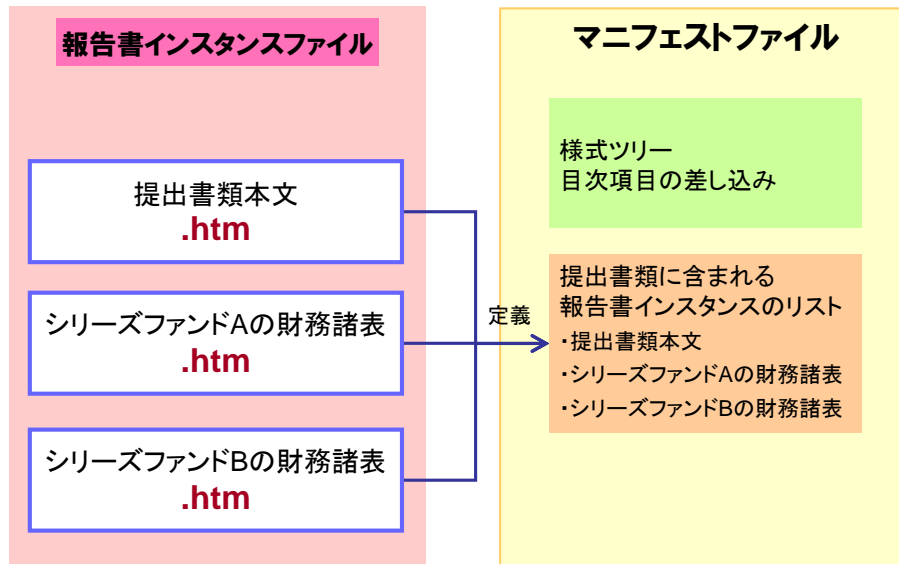 報告書インスタンスファイル
提出書類本文
.htm
シリーズファンドAの財務諸表
.htm
シリーズファンドBの財務諸表
.htm
定義
マニフェストファイル
様式ツリー
目次項目の差し込み
提出書類に含まれる
報告書インスタンスのリスト
・提出書類本文
・シリーズファンドAの財務諸表
・シリーズファンドBの財務諸表